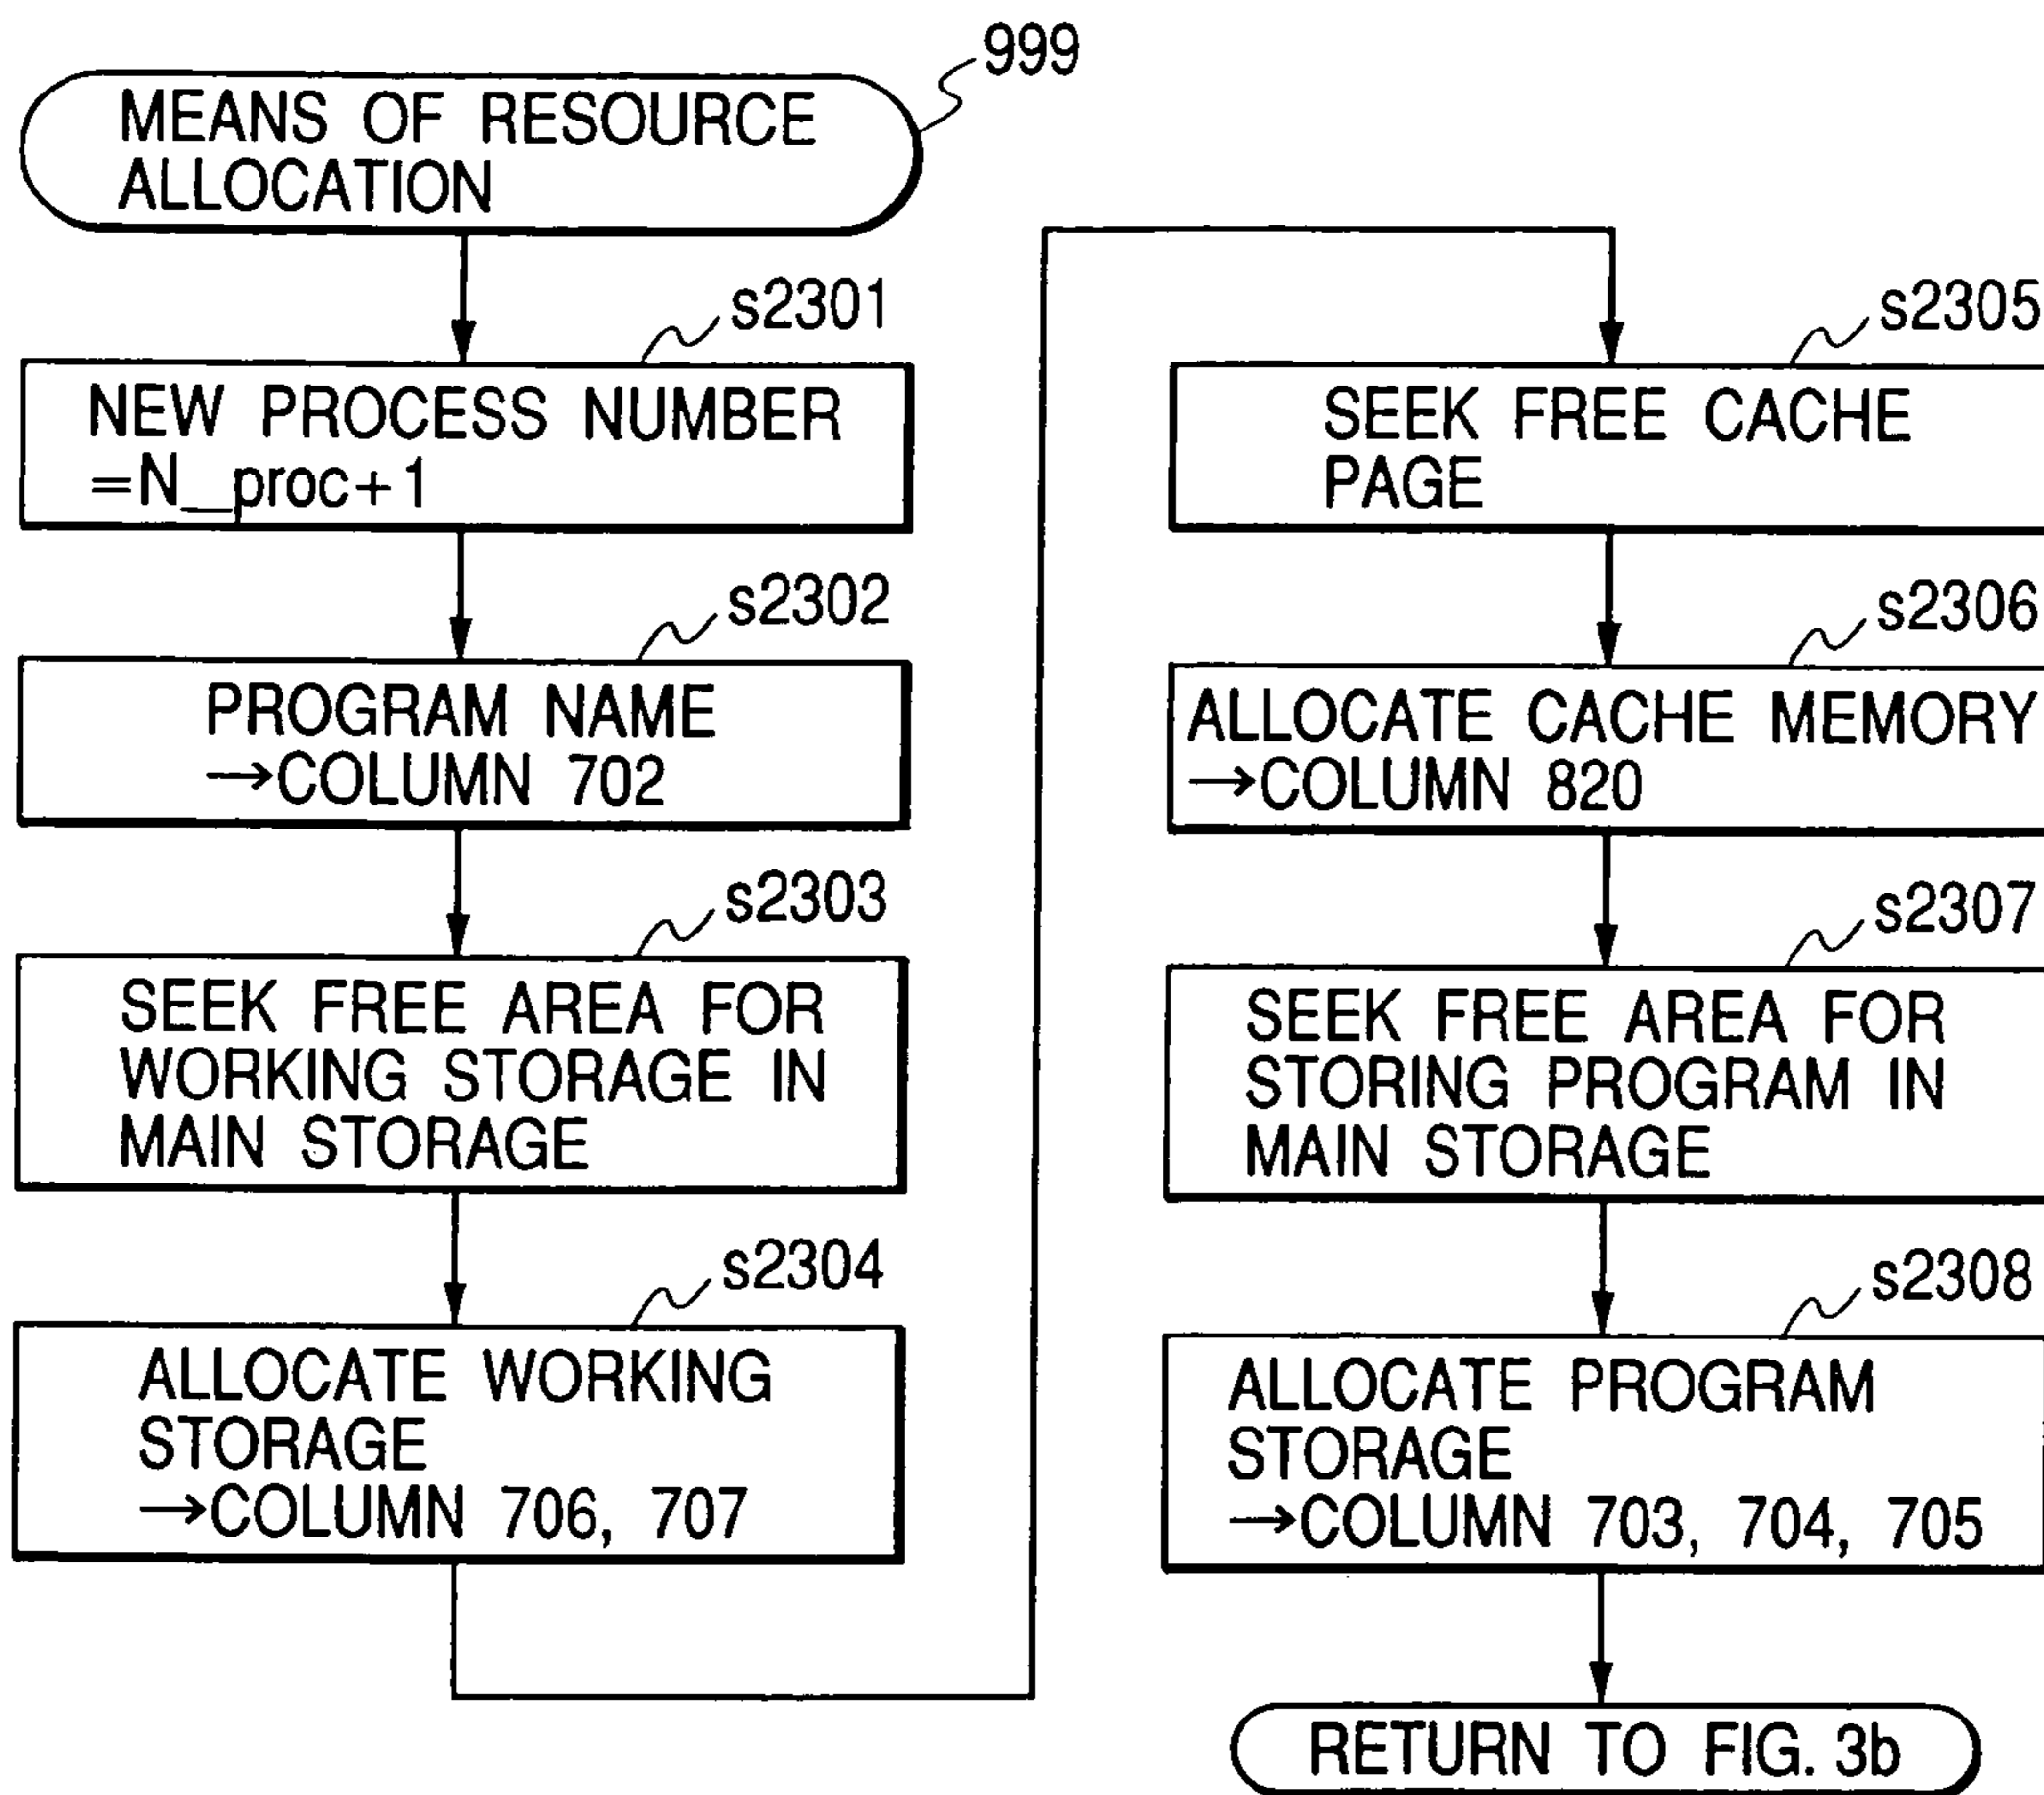 999
MEANS OF RESOURCE
ALLOCATION
s2301
NEW PROCESS NUMBER
=N__proc+1
s2302
PROGRAM NAME
→COLUMN 702
s2303
SEEK FREE AREA FOR
WORKING STORAGE IN
MAIN STORAGE
s2304
ALLOCATE WORKING
STORAGE
→COLUMN 706, 707
s2305
SEEK FREE CACHE
PAGE
s2306
ALLOCATE CACHE MEMORY
→COLUMN 820
s2307
SEEK FREE AREA FOR
STORING PROGRAM IN
MAIN STORAGE
s2308
ALLOCATE PROGRAM
STORAGE
→COLUMN 703, 704, 705
RETURN TO FIG. 3b